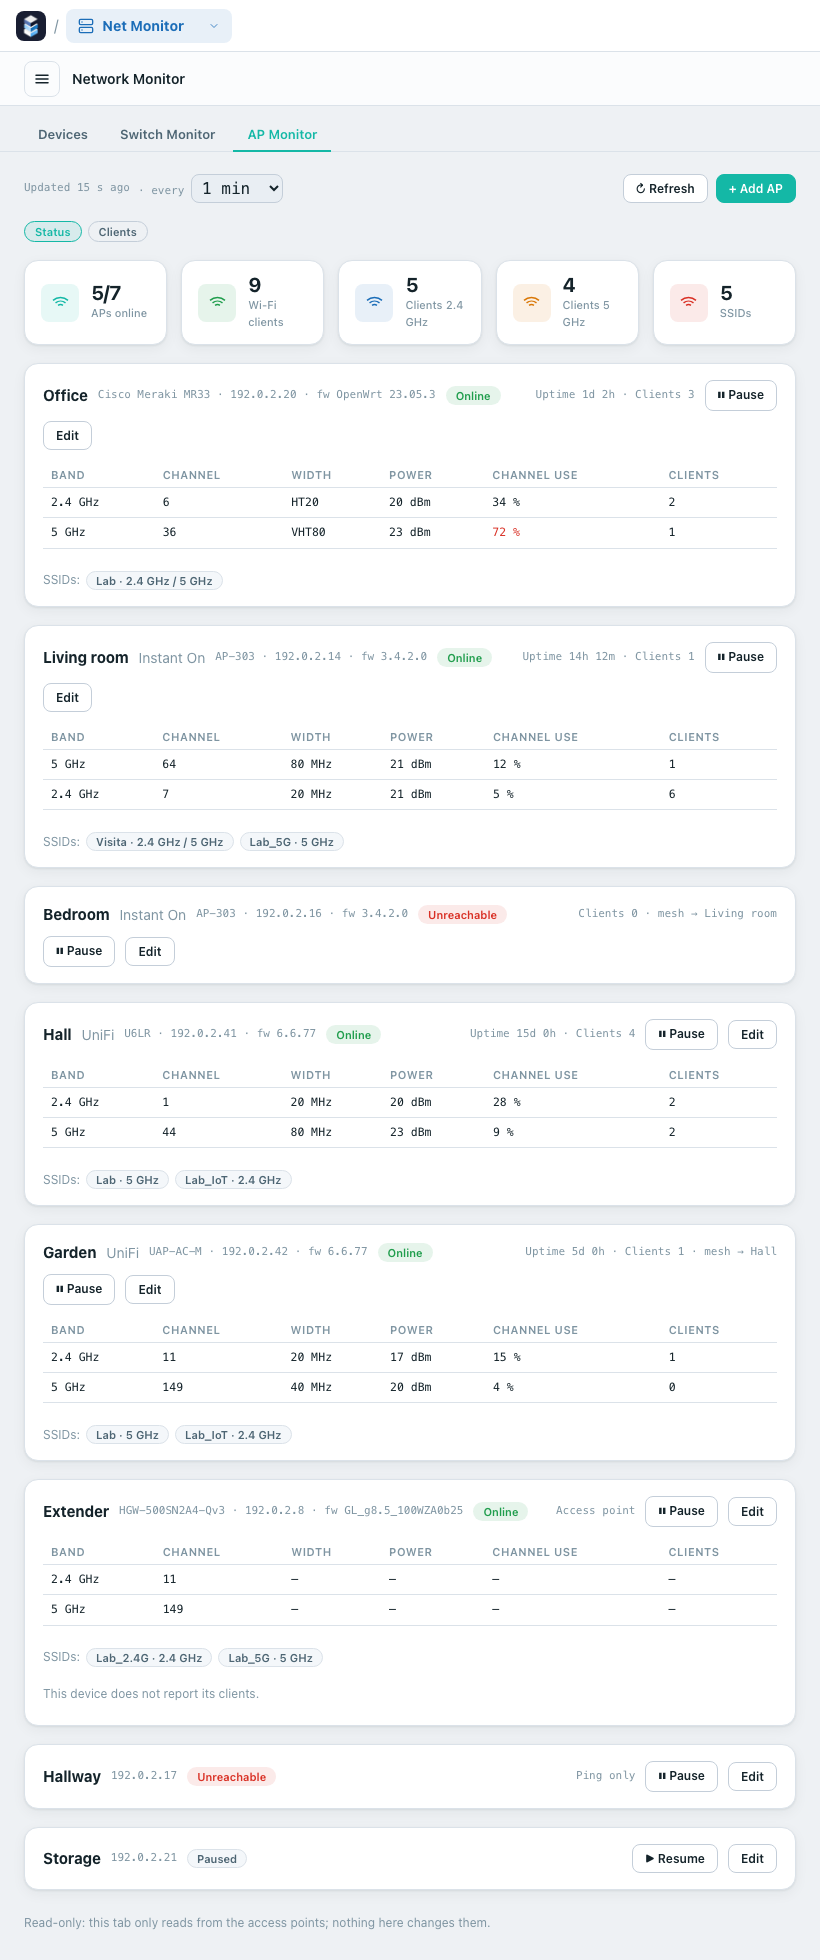 / Net Monitor
Network Monitor
Devices Switch Monitor AP Monitor
Updated 15 s ago · every 1 min Refresh + Add AP
Status Clients
5/7 APs online
9 Wi-Fi clients
5 Clients 2.4 GHz
4 Clients 5 GHz
5 SSIDs
Office Cisco Meraki MR33 · 192.0.2.20 · fw OpenWrt 23.05.3 Online Uptime 1d 2h · Clients 3 Pause
Edit
BAND CHANNEL WIDTH POWER CHANNEL USE CLIENTS
2.4 GHz 6 HT20 20 dBm 34 % 2
5 GHz 36 VHT80 23 dBm 72 % 1
SSIDs: Lab · 2.4 GHz / 5 GHz
Living room Instant On AP-303 · 192.0.2.14 · fw 3.4.2.0 Online Uptime 14h 12m · Clients 1 Pause
Edit
BAND CHANNEL WIDTH POWER CHANNEL USE CLIENTS
5 GHz 64 80 MHz 21 dBm 12 % 1
2.4 GHz 7 20 MHz 21 dBm 5 % 6
SSIDs: Visita · 2.4 GHz / 5 GHz Lab_5G · 5 GHz
Bedroom Instant On AP-303 · 192.0.2.16 · fw 3.4.2.0 Unreachable Clients 0 · mesh → Living room
Pause Edit
Hall UniFi U6LR · 192.0.2.41 · fw 6.6.77 Online Uptime 15d 0h · Clients 4 Pause Edit
BAND CHANNEL WIDTH POWER CHANNEL USE CLIENTS
2.4 GHz 1 20 MHz 20 dBm 28 % 2
5 GHz 44 80 MHz 23 dBm 9 % 2
SSIDs: Lab · 5 GHz Lab_IoT · 2.4 GHz
Garden UniFi UAP-AC-M · 192.0.2.42 · fw 6.6.77 Online Uptime 5d 0h · Clients 1 · mesh → Hall
Pause Edit
BAND CHANNEL WIDTH POWER CHANNEL USE CLIENTS
2.4 GHz 11 20 MHz 17 dBm 15 % 1
5 GHz 149 40 MHz 20 dBm 4 % 0
SSIDs: Lab · 5 GHz Lab_IoT · 2.4 GHz
Extender HGW-500SN2A4-Qv3 · 192.0.2.8 · fw GL_g8.5_100WZA0b25 Online Access point Pause Edit
BAND CHANNEL WIDTH POWER CHANNEL USE CLIENTS
2.4 GHz 11 — — — —
5 GHz 149 — — — —
SSIDs: Lab_2.4G · 2.4 GHz Lab_5G · 5 GHz
This device does not report its clients.
Hallway 192.0.2.17 Unreachable Ping only Pause Edit
Storage 192.0.2.21 Paused Resume Edit
Read-only: this tab only reads from the access points; nothing here changes them.